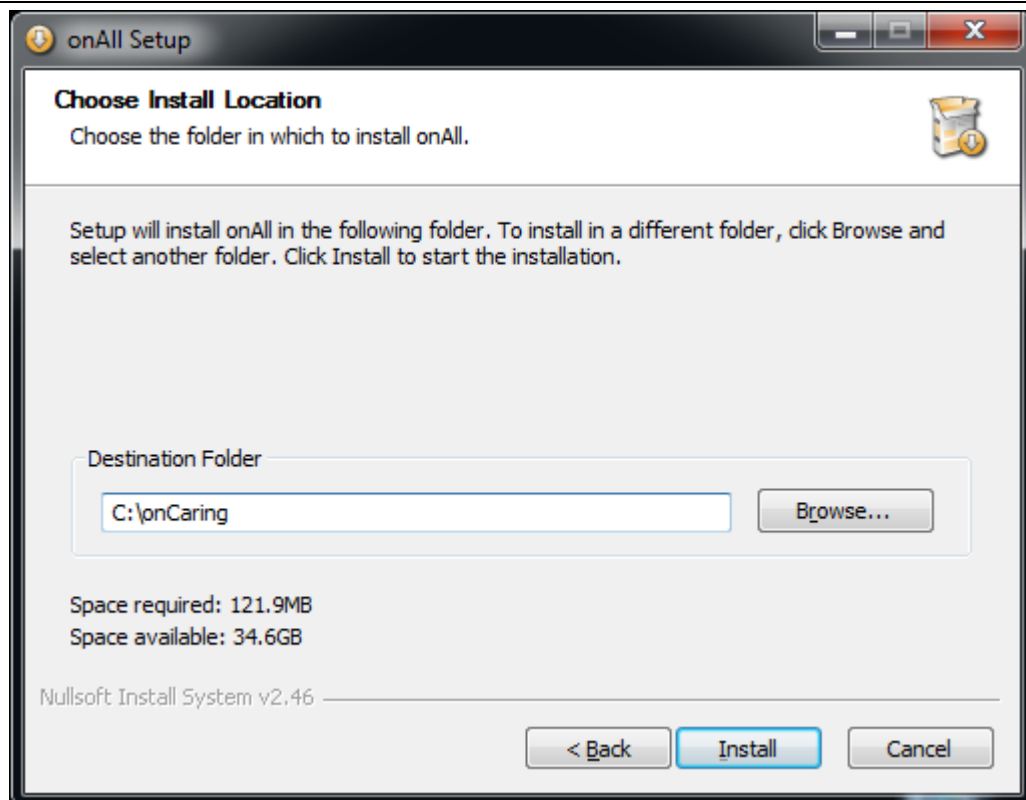 onAll Setup
Choose Install Location
Choose the folder in which to install onAll.
Setup will install onAll in the following folder. To install in a different folder, click Browse and
select another folder. Click Install to start the installation.
Destination Folder
C:\onCaring
Browse...
Space required: 121.9MB
Space available: 34.6GB
Nullsoft Install System v2.46
< Back
Install
Cancel